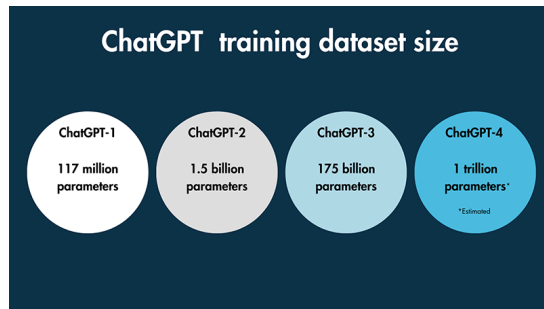 ChatGPT training dataset size
ChatGPT-1
117 million
parameters
ChatGPT-2
1.5 billion
parameters
ChatGPT-3
175 billion
parameters
ChatGPT-4
1 trillion
parameters*
*Estimated